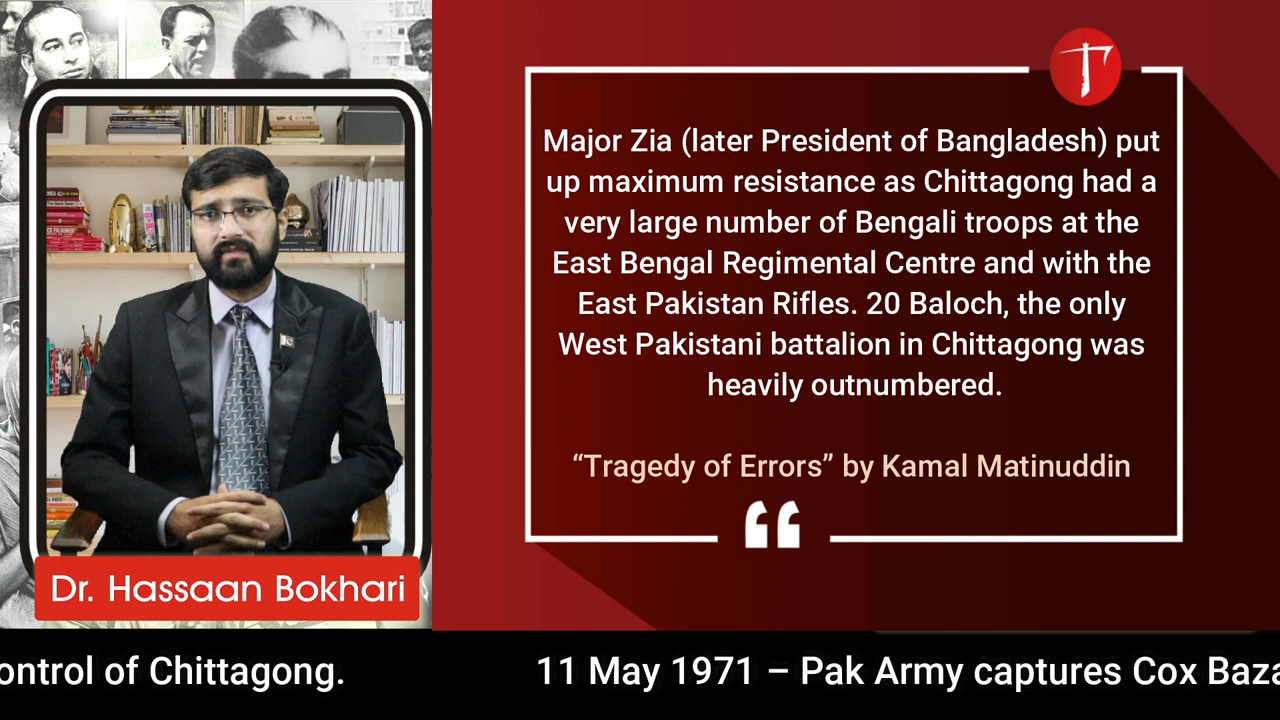 Major Zia (later President of Bangladesh) put
up maximum resistance as Chittagong had a
very large number of Bengali troops at the
East Bengal Regimental Centre and with the
East Pakistan Rifles. 20 Baloch, the only
West Pakistani battalion in Chittagong was
heavily outnumbered.
“Tragedy of Errors” by Kamal Matinuddin
Dr. Hassaan Bokhari
of Chittagong.
11 May 1971 – Pak Army captures Cox